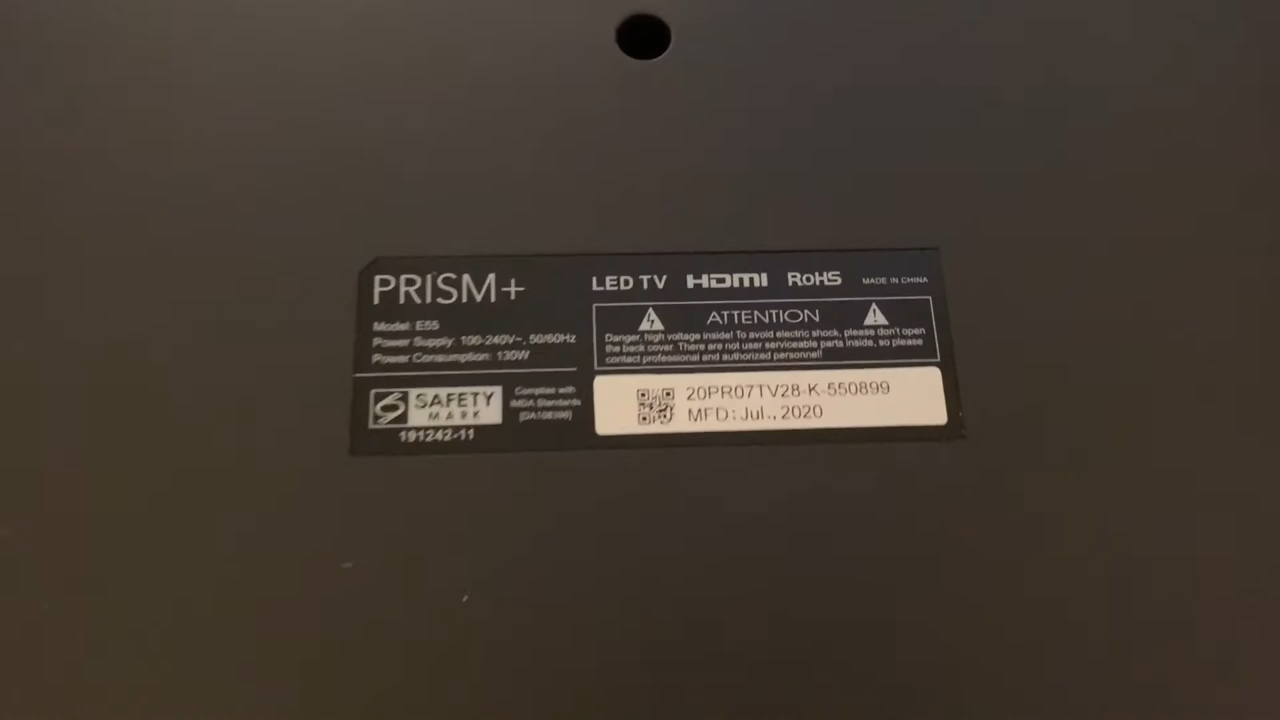 PRISM+
Model: E55
Power Supply: 100-240V~, 50/60Hz
Power Consumption: 130W
SAFETY
MARK
191242-11
Complies with
IMDA Standards
LED TV HDMI RoHS MADE IN CHINA
ATTENTION
Danger, high voltage inside! To avoid electric shock, please don't open
the back cover. There are not user serviceable parts inside, so please
contact professional and authorized personnel!
20PR07TV28-K-550899
MFD: Jul., 2020